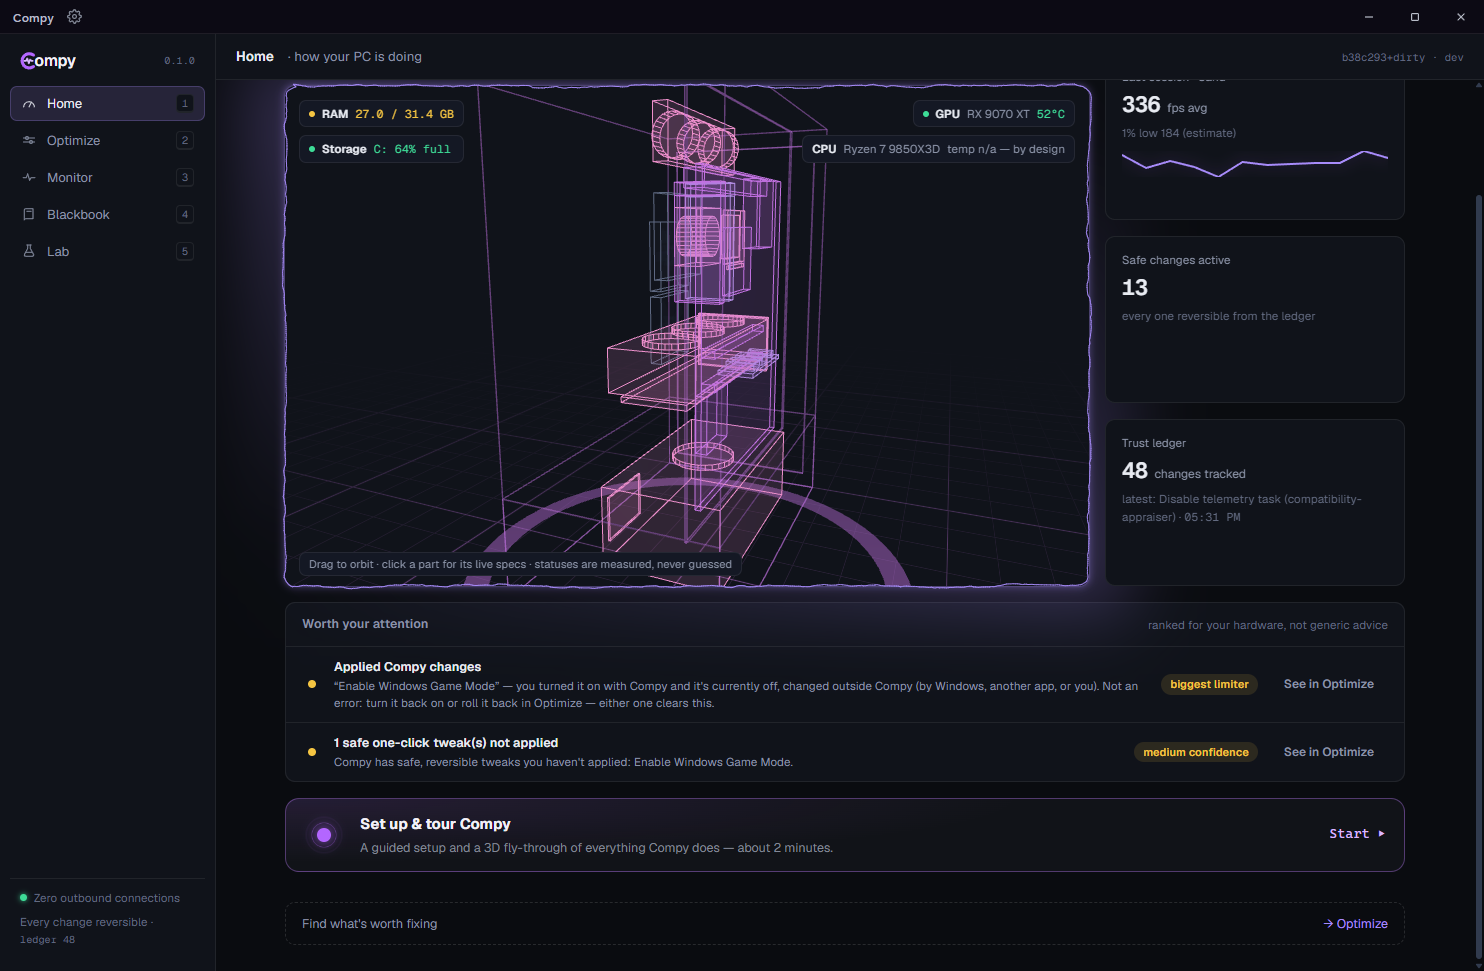 Compy
Compy 0.1.0
Home 1
Optimize 2
Monitor 3
Blackbook 4
Lab 5
Zero outbound connections
Every change reversible ·
ledger 48
Home · how your PC is doing
b38c293+dirty · dev
RAM 27.0 / 31.4 GB
Storage C: 64% full
GPU RX 9070 XT 52°C
CPU Ryzen 7 9850X3D temp n/a — by design
Drag to orbit · click a part for its live specs · statuses are measured, never guessed
336 fps avg
1% low 184 (estimate)
Safe changes active
13
every one reversible from the ledger
Trust ledger
48 changes tracked
latest: Disable telemetry task (compatibility-
appraiser) · 05:31 PM
Worth your attention
ranked for your hardware, not generic advice
Applied Compy changes
“Enable Windows Game Mode” — you turned it on with Compy and it's currently off, changed outside Compy (by Windows, another app, or you). Not an
error: turn it back on or roll it back in Optimize — either one clears this.
biggest limiter
See in Optimize
1 safe one-click tweak(s) not applied
Compy has safe, reversible tweaks you haven't applied: Enable Windows Game Mode.
medium confidence
See in Optimize
Set up & tour Compy
A guided setup and a 3D fly-through of everything Compy does — about 2 minutes.
Start ▸
Find what's worth fixing
→ Optimize